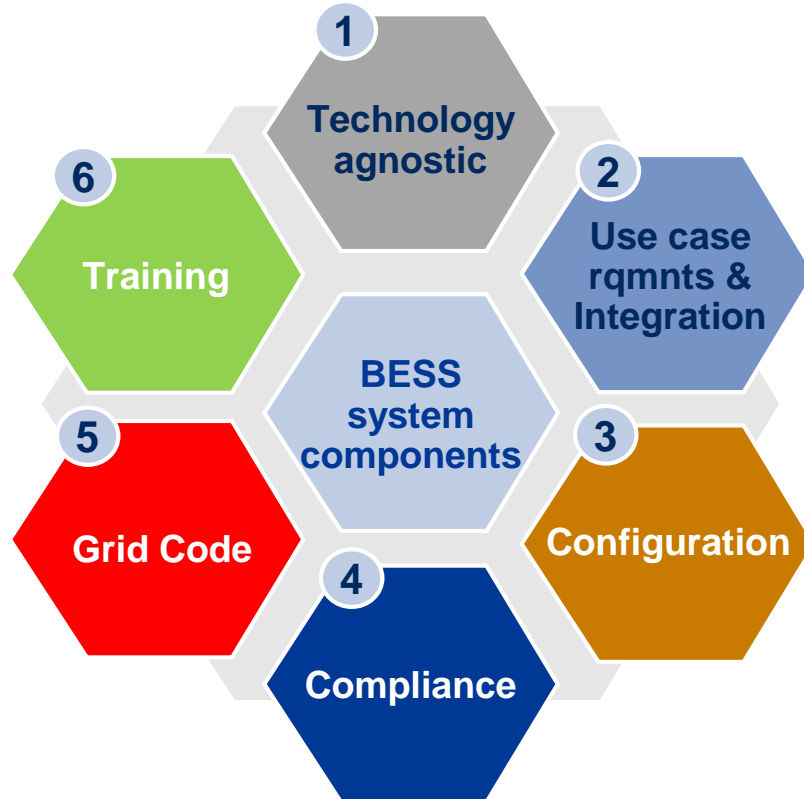 1
Technology
agnostic
2
Use case
rqmnts &
Integration
3
Configuration
4
Compliance
5
Grid Code
6
Training
BESS
system
components